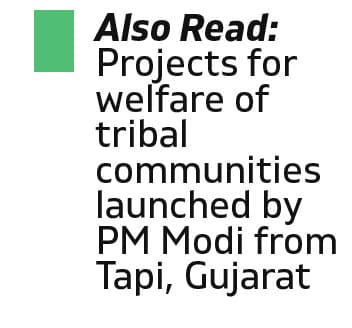 Also Read:
Projects for
welfare of
tribal
communities
launched by
PM Modi from
Tapi, Gujarat